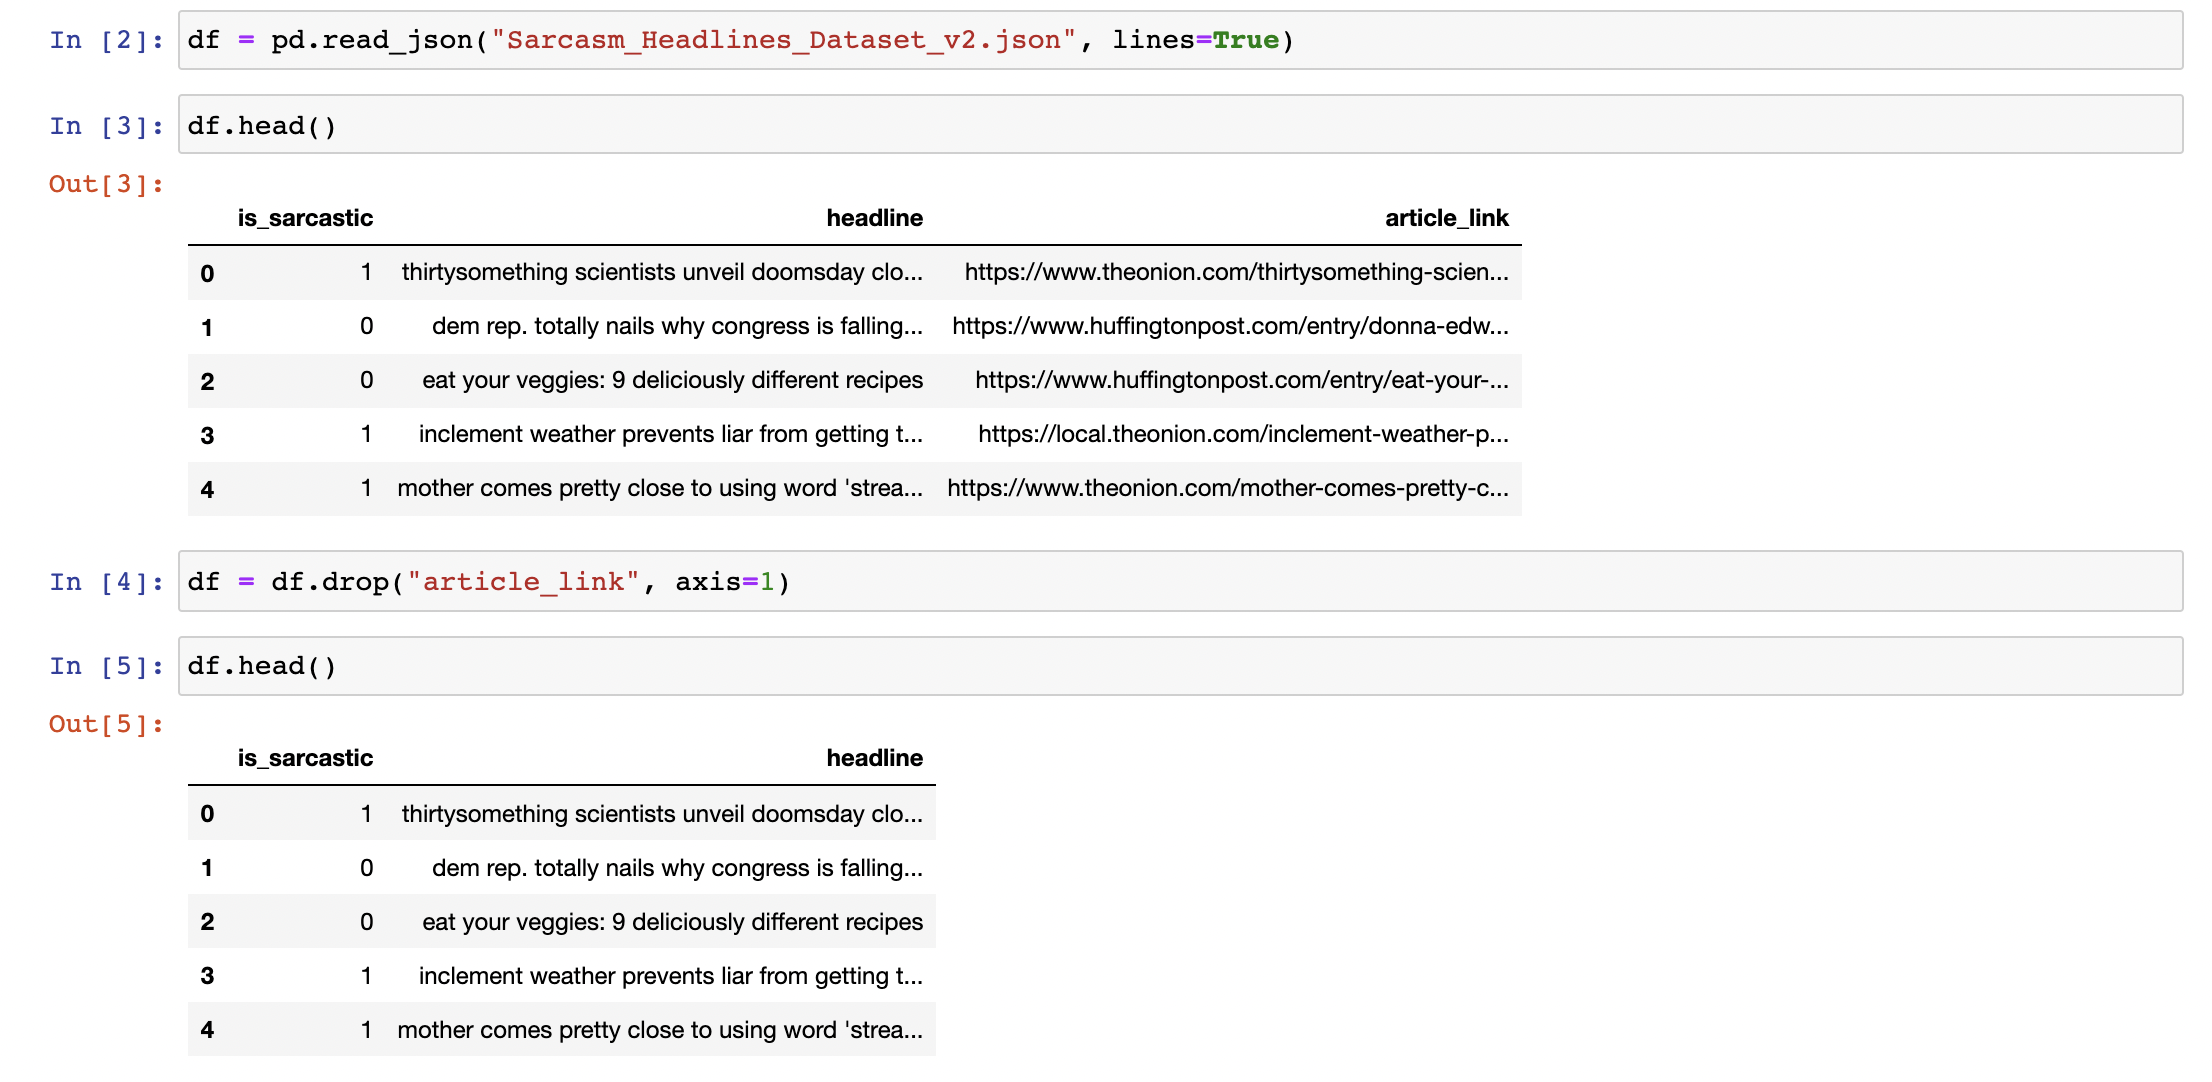 In [2]: df = pd.read_json("Sarcasm_Headlines_Dataset_v2.json", lines=True)
In [3]: df.head()
Out[3]:
is_sarcastic headline article_link
0 1 thirtysomething scientists unveil doomsday clo... https://www.theonion.com/thirtysomething-scien...
1 0 dem rep. totally nails why congress is falling... https://www.huffingtonpost.com/entry/donna-edw...
2 0 eat your veggies: 9 deliciously different recipes https://www.huffingtonpost.com/entry/eat-your-...
3 1 inclement weather prevents liar from getting t... https://local.theonion.com/inclement-weather-p...
4 1 mother comes pretty close to using word 'strea... https://www.theonion.com/mother-comes-pretty-c...
In [4]: df = df.drop("article_link", axis=1)
In [5]: df.head()
Out[5]:
is_sarcastic headline
0 1 thirtysomething scientists unveil doomsday clo...
1 0 dem rep. totally nails why congress is falling...
2 0 eat your veggies: 9 deliciously different recipes
3 1 inclement weather prevents liar from getting t...
4 1 mother comes pretty close to using word 'strea...